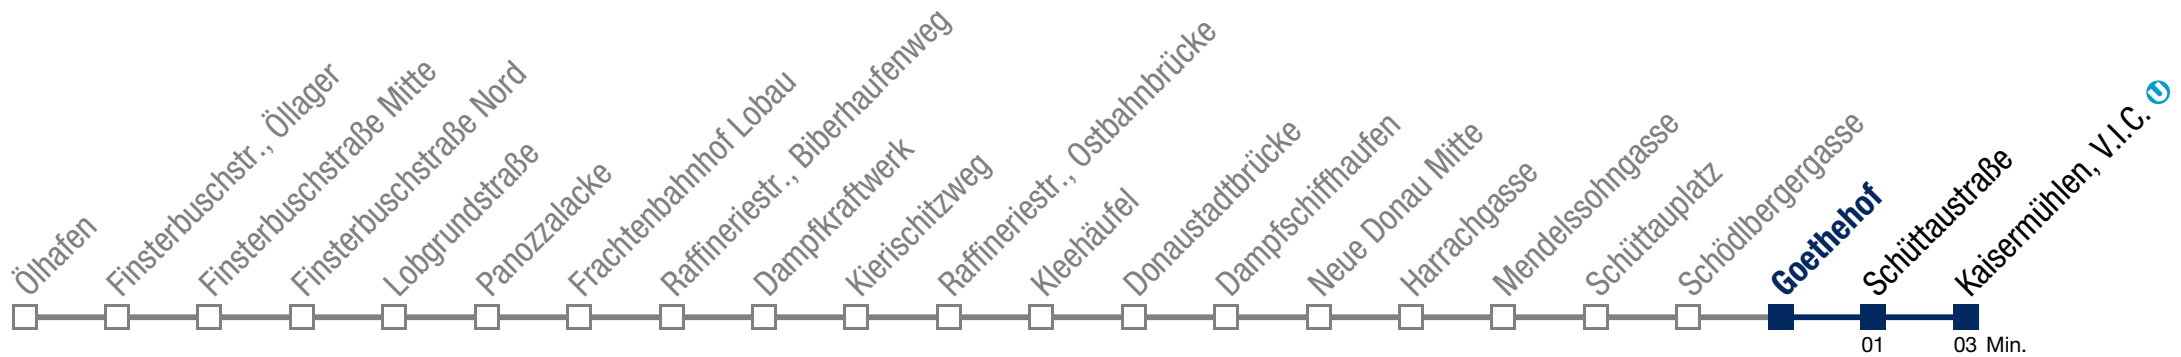 Ölhafen
Finsterbuschstr., Öllager
Finsterbuschstraße Mitte
Finsterbuschstraße Nord
Lobgrundstraße
Panozzalacke
Frachtenbahnhof Lobau
Raffineriestr., Biberhaufenweg
Dampfkraftwerk
Kierischitzweg
Raffineriestr., Ostbahnbrücke
Kleehäufel
Donaustadtbrücke
Dampfschiffhaufen
Neue Donau Mitte
Harrachgasse
Mendelssohngasse
Schüttauplatz
Schödlbergergasse
Goethehof
Schüttaustraße
Kaisermühlen, V.I.C. U
01 03 Min.